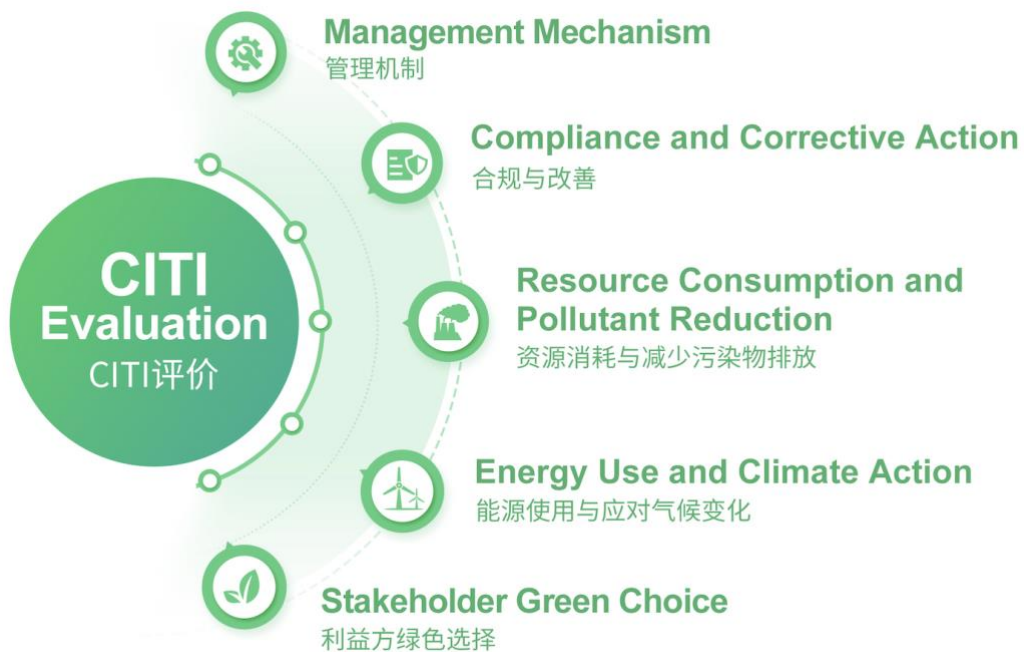 Management Mechanism
管理机制
Compliance and Corrective Action
合规与改善
CITI
Evaluation
CITI评价
Resource Consumption and
Pollutant Reduction
资源消耗与减少污染物排放
Energy Use and Climate Action
能源使用与应对气候变化
Stakeholder Green Choice
利益方绿色选择